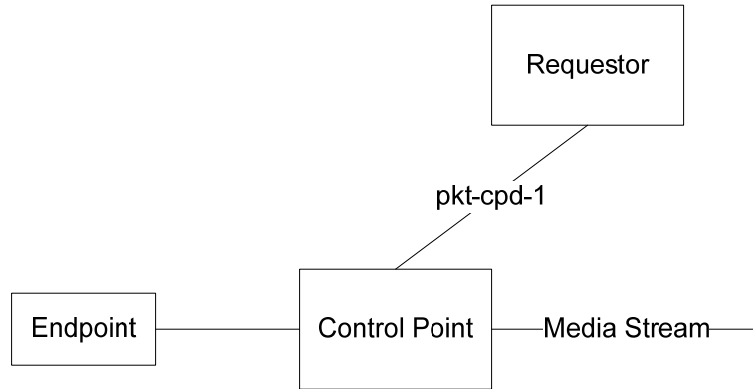 Requestor
pkt-cpd-1
Endpoint
Control Point
Media Stream